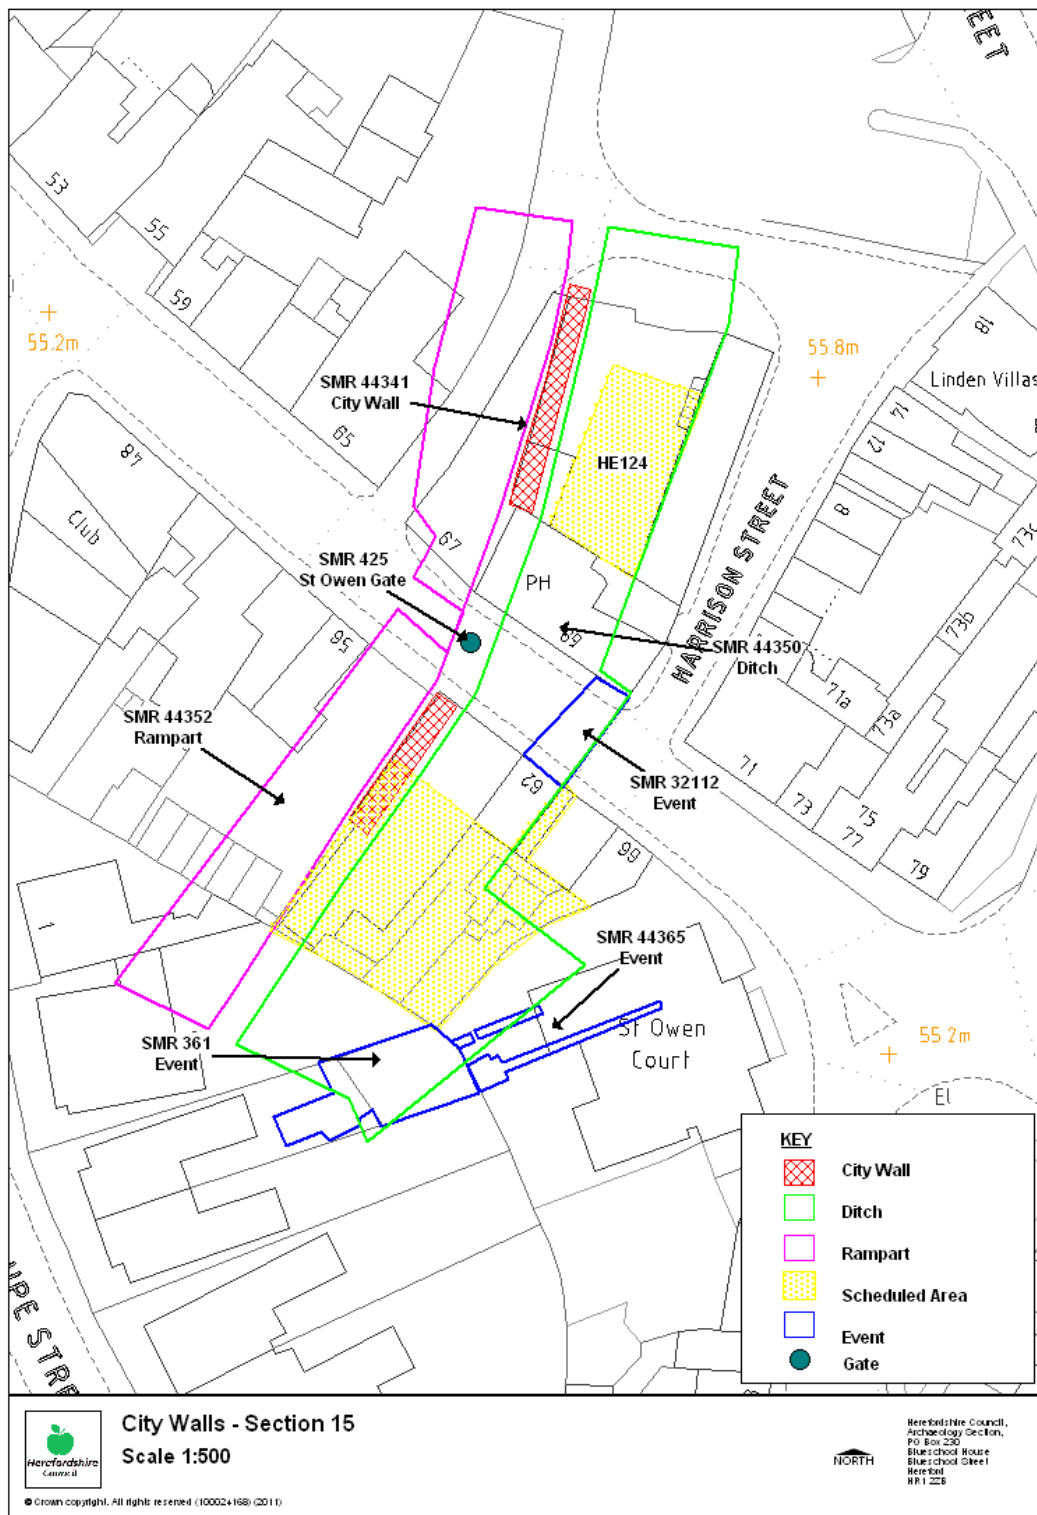 STREET
53
55
59
65
55.2m
55.8m
18
Linden Villas
14
12
8
SMR 44341
City Wall
HE124
48
Club
67
SMR 425
St Owen Gate
PH
69
HARRISON STREET
73c
73b
SMR 44350
Ditch
71a
73a
56
SMR 44352
Rampart
62
SMR 32112
Event
71
73
75
77
79
66
1
SMR 44365
Event
SMR 361
Event
St Owen
Court
55.2m
El
KEY
City Wall
Ditch
Rampart
Scheduled Area
Event
Gate
City Walls - Section 15
Scale 1:500
Herefordshire
Council
© Crown copyright. All rights reserved (100024168) (2011)
NORTH
Herefordshire Council,
Archaeology Section,
PO Box 230
Blueschool House
Blueschool Street
Hereford
HR1 2ZB